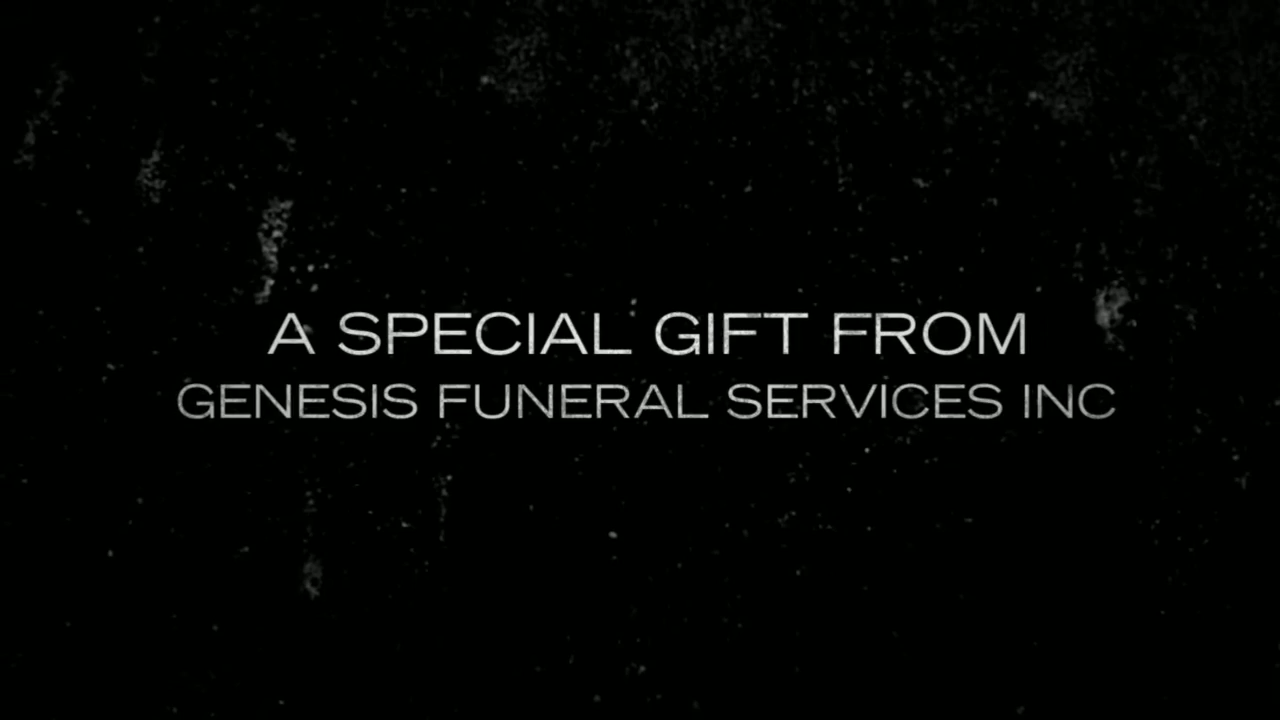 A SPECIAL GIFT FROM
GENESIS FUNERAL SERVICES INC